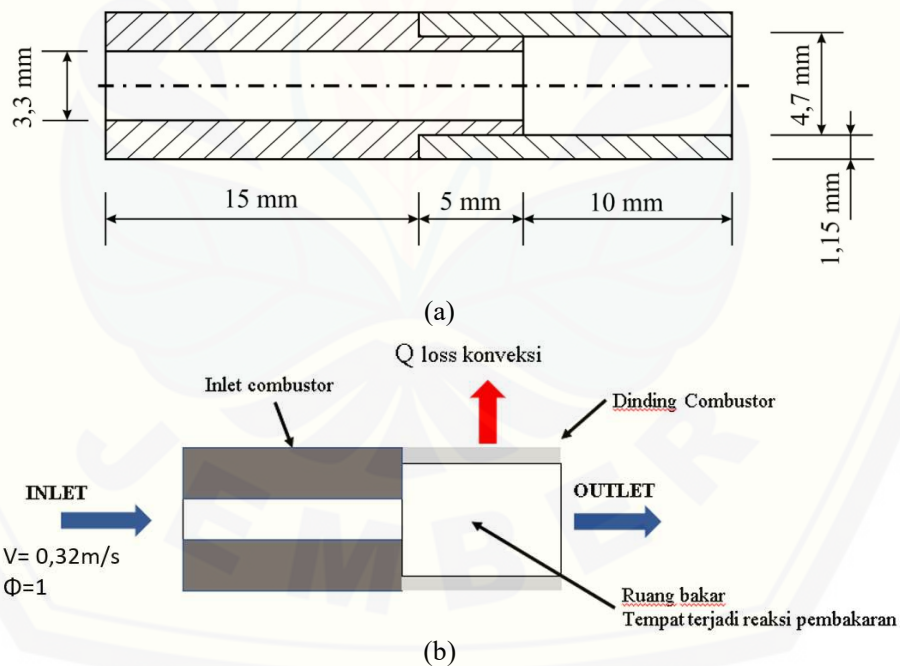 3,3 mm
4,7 mm
1,15 mm
15 mm
5 mm
10 mm
(a)
Q loss konveksi
Inlet combustor
Dinding Combustor
INLET
OUTLET
V= 0,32m/s
Φ=1
Ruang bakar
Tempat terjadi reaksi pembakaran
JEMBER
(b)